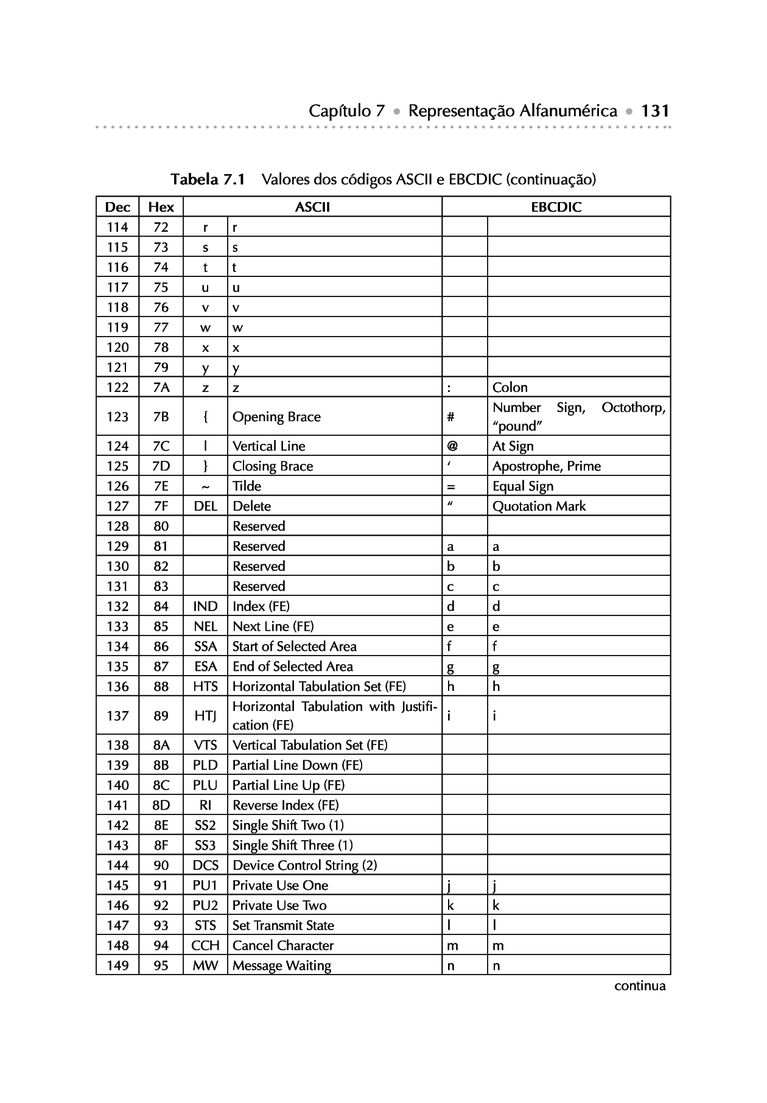 Capítulo 7 • Representação Alfanumérica • 131
Tabela 7.1 Valores dos códigos ASCII e EBCDIC (continuação)
Dec Hex ASCII EBCDIC
114 72 r r
115 73 s s
116 74 t t
117 75 u u
118 76 v v
119 77 w w
120 78 x x
121 79 y y
122 7A z z : Colon
123 7B { Opening Brace # Number Sign, Octothorp,
“pound”
124 7C | Vertical Line @ At Sign
125 7D } Closing Brace ‘ Apostrophe, Prime
126 7E ~ Tilde = Equal Sign
127 7F DEL Delete “ Quotation Mark
128 80 Reserved
129 81 Reserved a a
130 82 Reserved b b
131 83 Reserved c c
132 84 IND Index (FE) d d
133 85 NEL Next Line (FE) e e
134 86 SSA Start of Selected Area f f
135 87 ESA End of Selected Area g g
136 88 HTS Horizontal Tabulation Set (FE) h h
137 89 HTJ Horizontal Tabulation with Justifi-
cation (FE) i i
138 8A VTS Vertical Tabulation Set (FE)
139 8B PLD Partial Line Down (FE)
140 8C PLU Partial Line Up (FE)
141 8D RI Reverse Index (FE)
142 8E SS2 Single Shift Two (1)
143 8F SS3 Single Shift Three (1)
144 90 DCS Device Control String (2)
145 91 PU1 Private Use One j j
146 92 PU2 Private Use Two k k
147 93 STS Set Transmit State l l
148 94 CCH Cancel Character m m
149 95 MW Message Waiting n n
continua